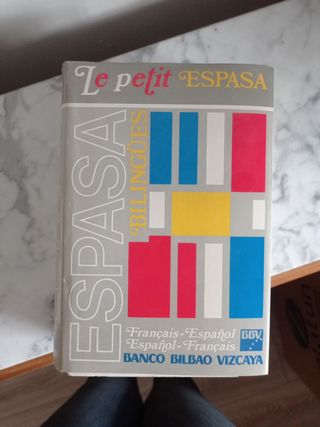 Le petit ESPASA
ESPASA
BILINGÜES
Français-Español
Español-Français
BBV
BANCO BILBAO VIZCAYA